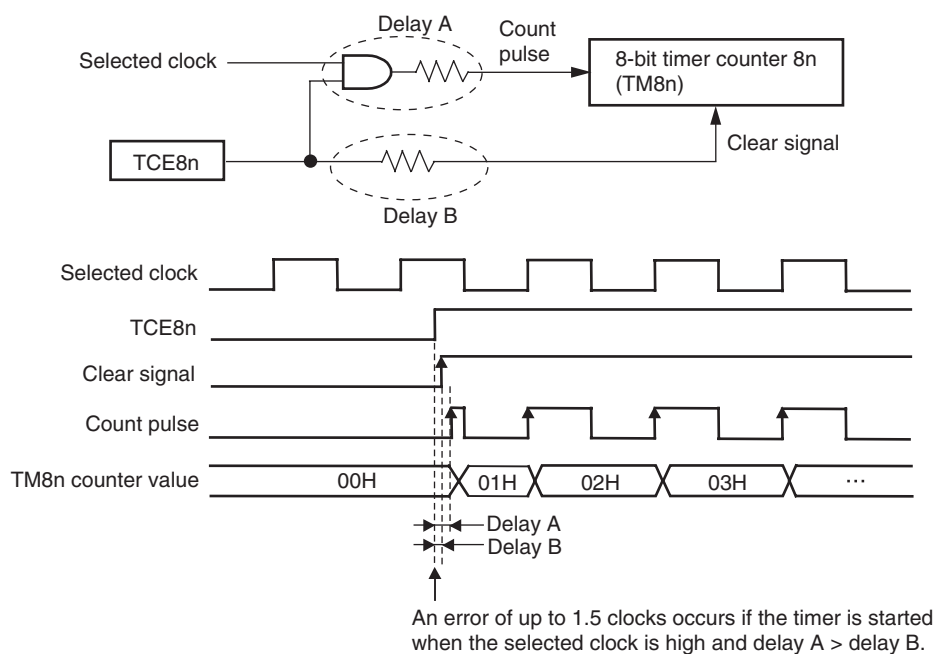 Delay A
Selected clock
Count
pulse
8-bit timer counter 8n
(TM8n)
Clear signal
TCE8n
Delay B
Selected clock
TCE8n
Clear signal
Count pulse
TM8n counter value
00H
01H
02H
03H
...
Delay A
Delay B
An error of up to 1.5 clocks occurs if the timer is started
when the selected clock is high and delay A > delay B.